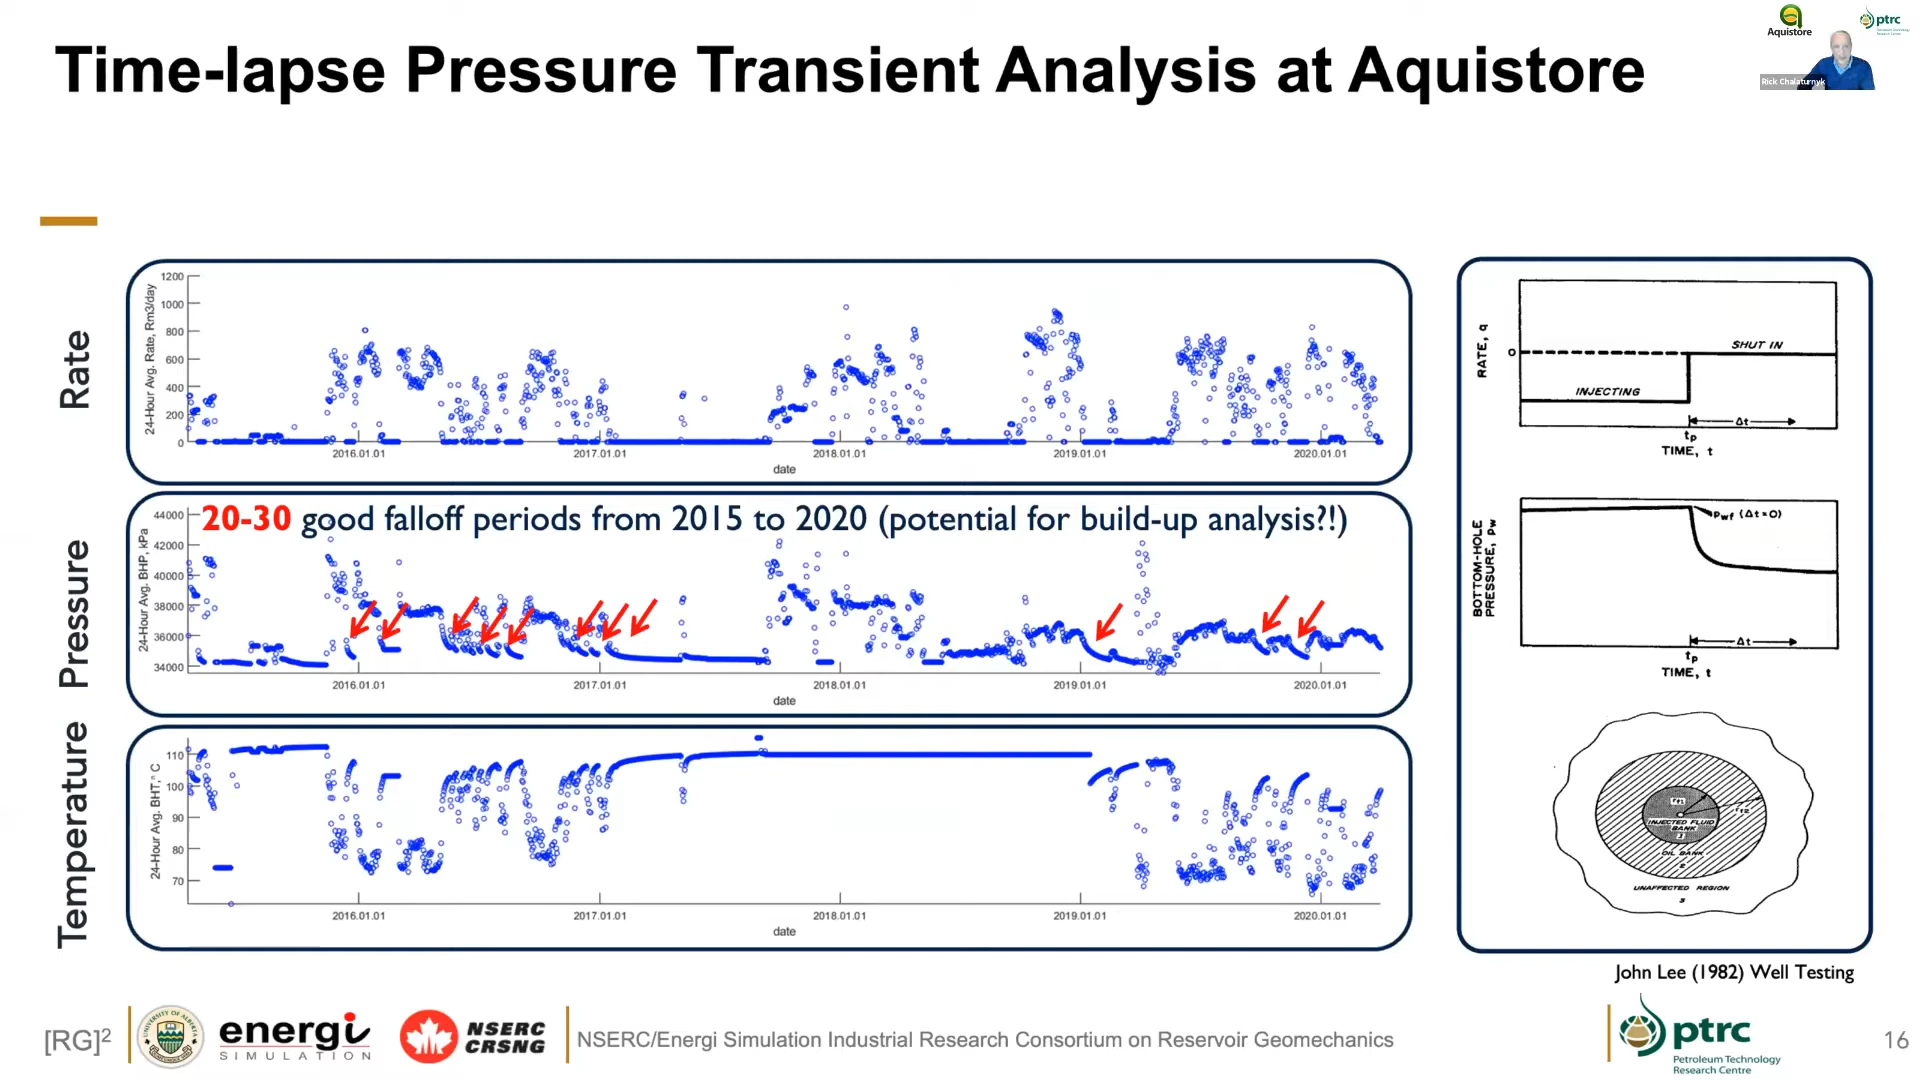 Time-lapse Pressure Transient Analysis at Aquistore
Aquistore
ptrc
Rick Chalaturnyk
Rate
24-Hour Avg. Rate, Rm3/day
1200
1000
800
600
400
200
0
2016.01.01
2017.01.01
2018.01.01
2019.01.01
2020.01.01
date
Pressure
20-30 good falloff periods from 2015 to 2020 (potential for build-up analysis?!)
24-Hour Avg. BHP, kPa
44000
42000
40000
38000
36000
34000
2016.01.01
2017.01.01
2018.01.01
2019.01.01
2020.01.01
date
Temperature
24-Hour Avg. BHT, ° C
110
100
90
80
70
2016.01.01
2017.01.01
2018.01.01
2019.01.01
2020.01.01
date
RATE, q
O
SHUT IN
INJECTING
Δt
tp
TIME, t
BOTTOM-HOLE
PRESSURE, pw
Pwf (Δt=O)
Δt
tp
TIME, t
INJECTED FLUID
BANK
1
OIL BANK
2
UNAFFECTED REGION
3
John Lee (1982) Well Testing
[RG]²
UNIVERSITY OF ALBERTA
energi
SIMULATION
NSERC
CRSNG
NSERC/Energi Simulation Industrial Research Consortium on Reservoir Geomechanics
ptrc
Petroleum Technology
Research Centre
16